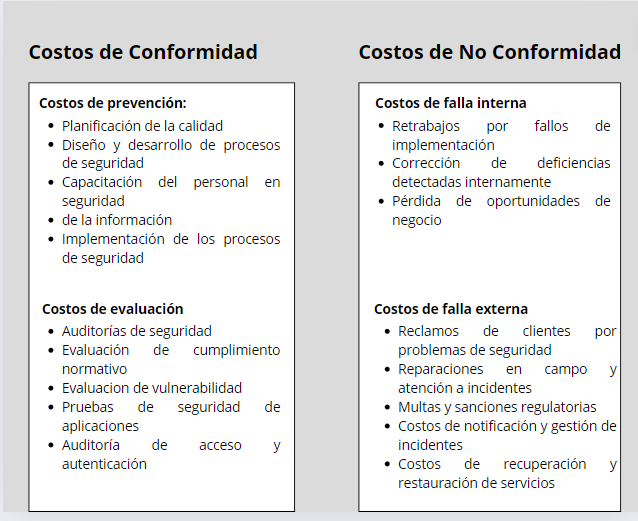 Costos de Conformidad
Costos de prevención:
• Planificación de la calidad
• Diseño y desarrollo de procesos
de seguridad
• Capacitación del personal en
seguridad
• de la información
• Implementación de los procesos
de seguridad
Costos de evaluación
• Auditorías de seguridad
• Evaluación de cumplimiento
normativo
• Evaluacion de vulnerabilidad
• Pruebas de seguridad de
aplicaciones
• Auditoría de acceso y
autenticación
Costos de No Conformidad
Costos de falla interna
• Retrabajos por fallos de
implementación
• Corrección de deficiencias
detectadas internamente
• Pérdida de oportunidades de
negocio
Costos de falla externa
• Reclamos de clientes por
problemas de seguridad
• Reparaciones en campo y
atención a incidentes
• Multas y sanciones regulatorias
• Costos de notificación y gestión de
incidentes
• Costos de recuperación y
restauración de servicios